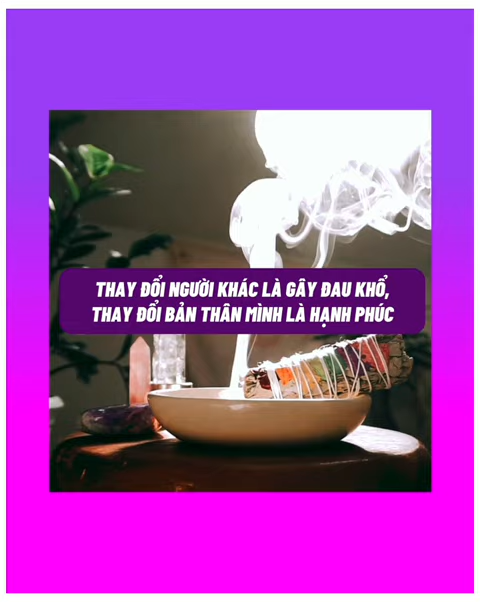 THAY ĐỔI NGƯỜI KHÁC LÀ GÂY ĐAU KHỔ,
THAY ĐỔI BẢN THÂN MÌNH LÀ HẠNH PHÚC